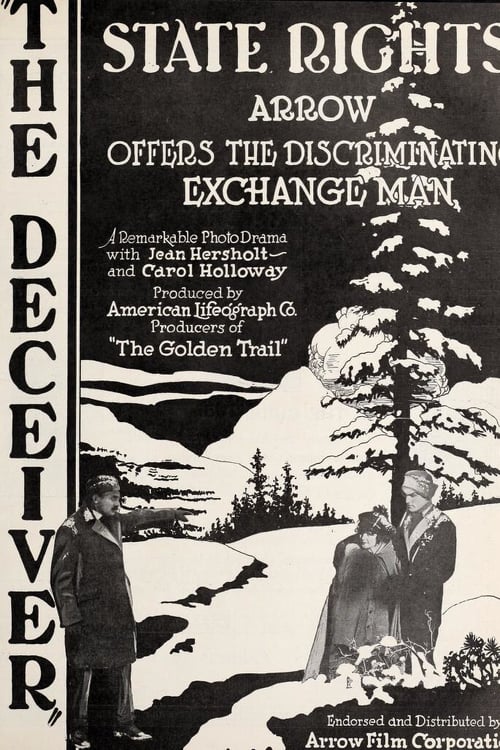 "THE DECEIVER"
STATE RIGHTS
ARROW
OFFERS THE DISCRIMINATING
EXCHANGE MAN,
A Remarkable PhotoDrama
with Jean Hersholt—
and Carol Holloway
Produced by
American Lifeograph Co.
Producers of
"The Golden Trail"
Endorsed and Distributed by
Arrow Film Corporatio